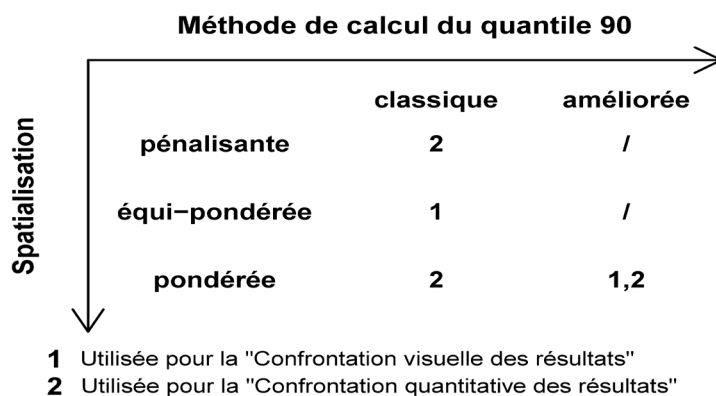 Méthode de calcul du quantile 90
Spatialisation
classique améliorée
pénalisante 2 /
équi-pondérée 1 /
pondérée 2 1,2
1 Utilisée pour la "Confrontation visuelle des résultats"
2 Utilisée pour la "Confrontation quantitative des résultats"